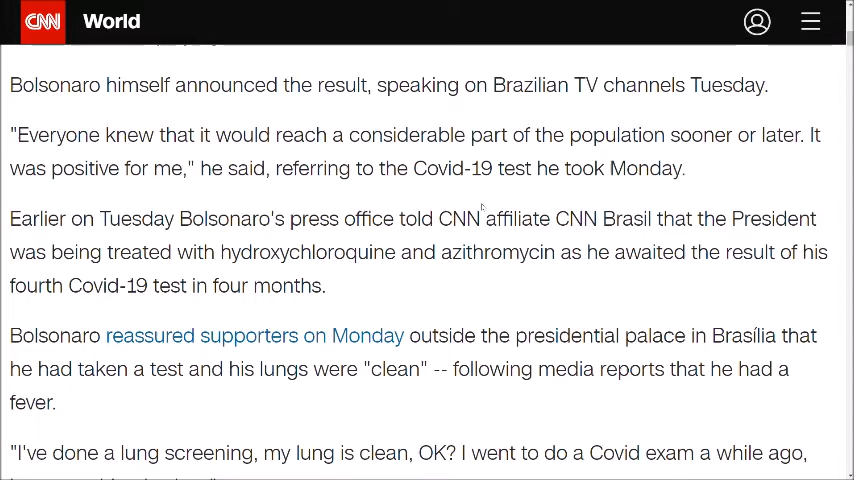 CNN World
Bolsonaro himself announced the result, speaking on Brazilian TV channels Tuesday.
"Everyone knew that it would reach a considerable part of the population sooner or later. It
was positive for me," he said, referring to the Covid-19 test he took Monday.
Earlier on Tuesday Bolsonaro's press office told CNN affiliate CNN Brasil that the President
was being treated with hydroxychloroquine and azithromycin as he awaited the result of his
fourth Covid-19 test in four months.
Bolsonaro reassured supporters on Monday outside the presidential palace in Brasília that
he had taken a test and his lungs were "clean" -- following media reports that he had a
fever.
"I've done a lung screening, my lung is clean, OK? I went to do a Covid exam a while ago,